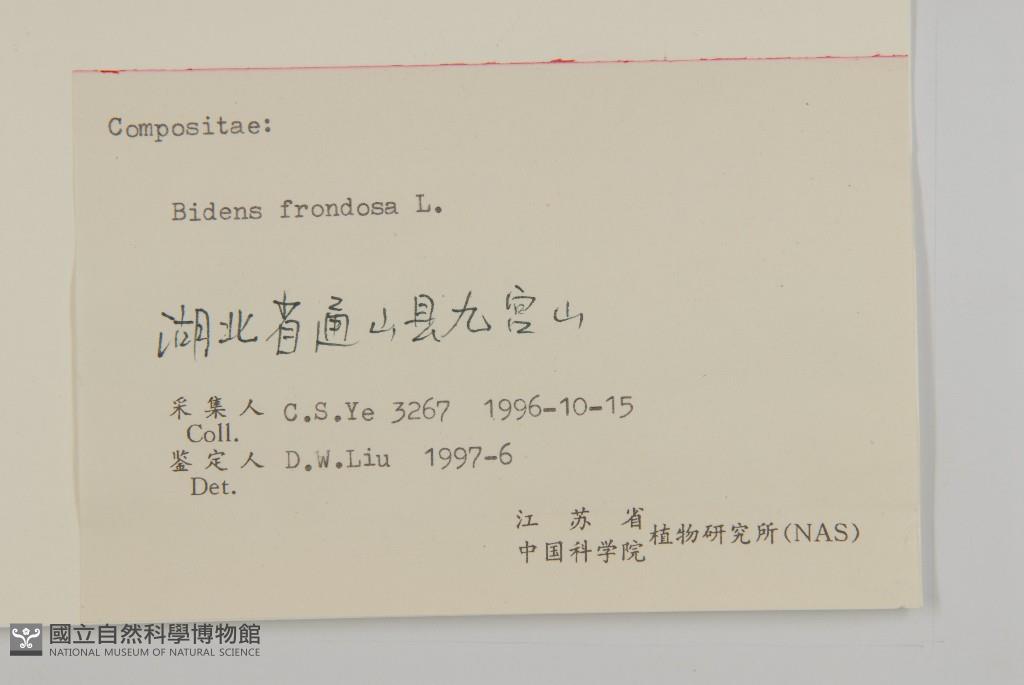 Compositae:
Bidens frondosa L.
湖北省通山县九宫山
采集人 C.S.Ye 3267 1996-10-15
Coll.
鉴定人 D.W.Liu 1997-6
Det.
江苏省
中国科学院植物研究所(NAS)
國立自然科學博物館
NATIONAL MUSEUM OF NATURAL SCIENCE